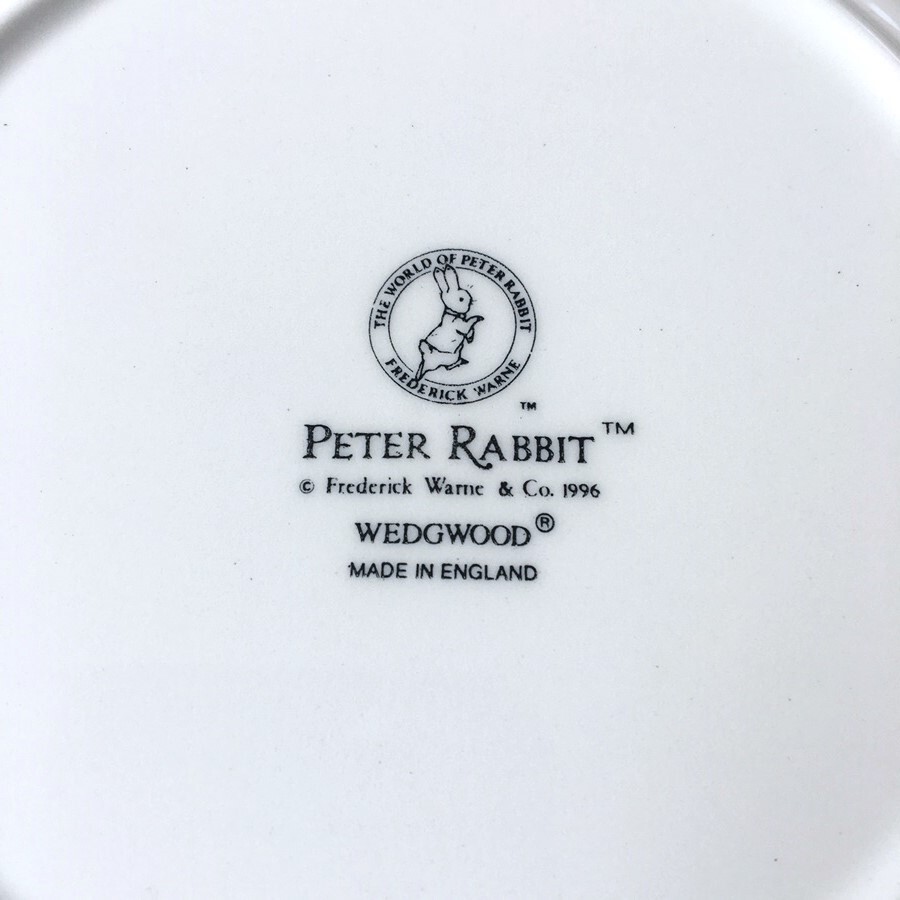 THE WORLD OF PETER RABBIT
FREDERICK WARNE
™
PETER RABBIT™
© Frederick Warne & Co. 1996
WEDGWOOD®
MADE IN ENGLAND